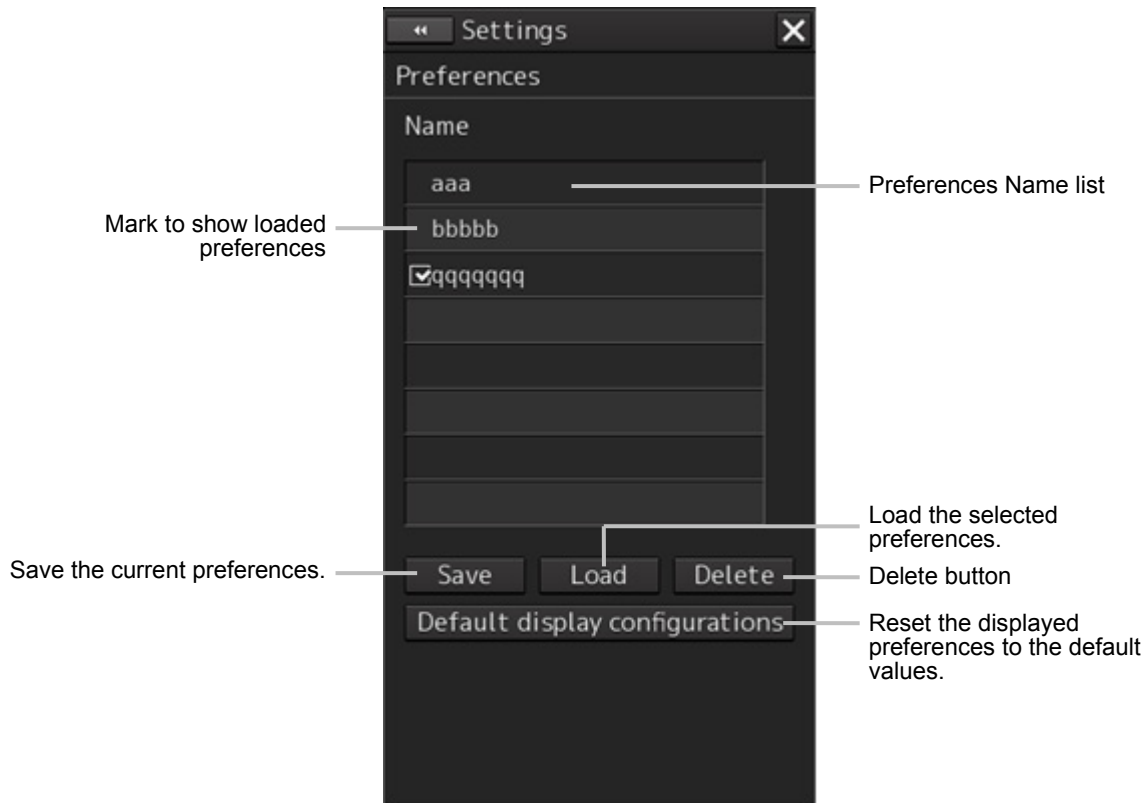 Settings
Preferences
Name
aaa
Preferences Name list
Mark to show loaded
preferences
bbbbb
qqqqqqq
Load the selected
preferences.
Save the current preferences.
Save
Load
Delete
Delete button
Default display configurations
Reset the displayed
preferences to the default
values.